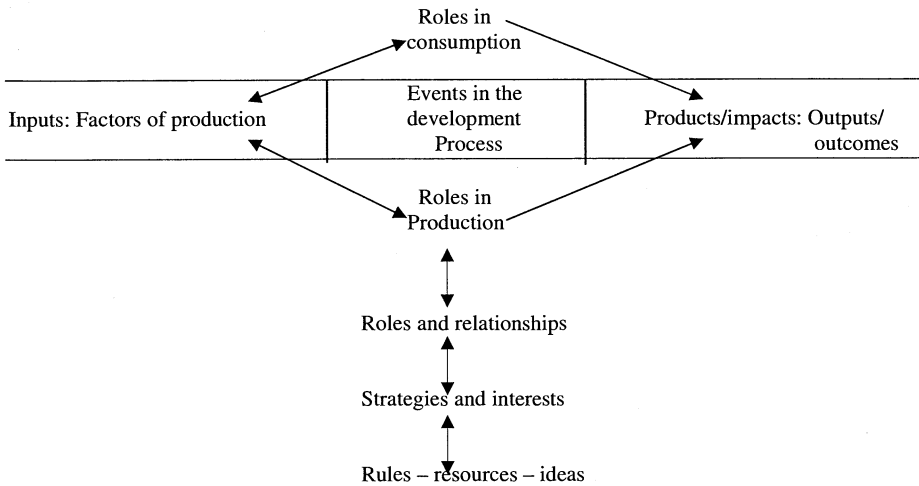 Roles in
consumption
Inputs: Factors of production
Events in the
development
Process
Products/impacts: Outputs/
outcomes
Roles in
Production
Roles and relationships
Strategies and interests
Rules – resources – ideas